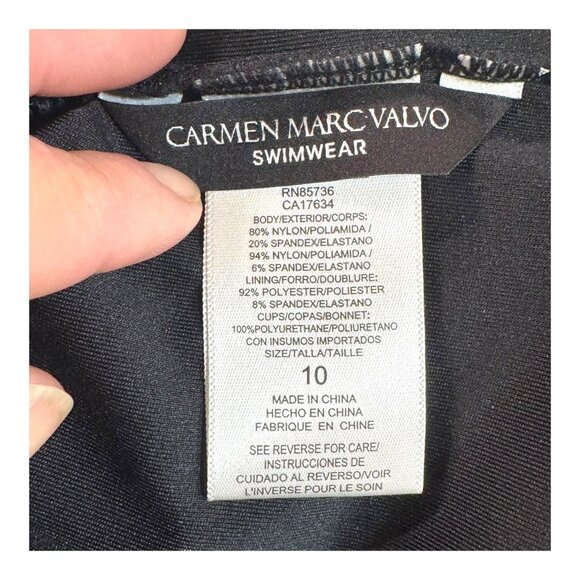 CARMEN MARC VALVO
SWIMWEAR
RN85736
CA17634
BODY/EXTERIOR/CORPS:
80% NYLON/POLIAMIDA /
20% SPANDEX/ELASTANO
94% NYLON/POLIAMIDA /
6% SPANDEX/ELASTANO
LINING/FORRO/DOUBLURE:
92% POLYESTER/POLIESTER /
8% SPANDEX/ELASTANO
CUPS/COPAS/BONNET:
100%POLYURETHANE/POLIURETANO
CON INSUMOS IMPORTADOS
SIZE/TALLA/TAILLE
10
MADE IN CHINA
HECHO EN CHINA
FABRIQUE EN CHINE
SEE REVERSE FOR CARE/
INSTRUCCIONES DE
CUIDADO AL REVERSO/VOIR
L'INVERSE POUR LE SOIN